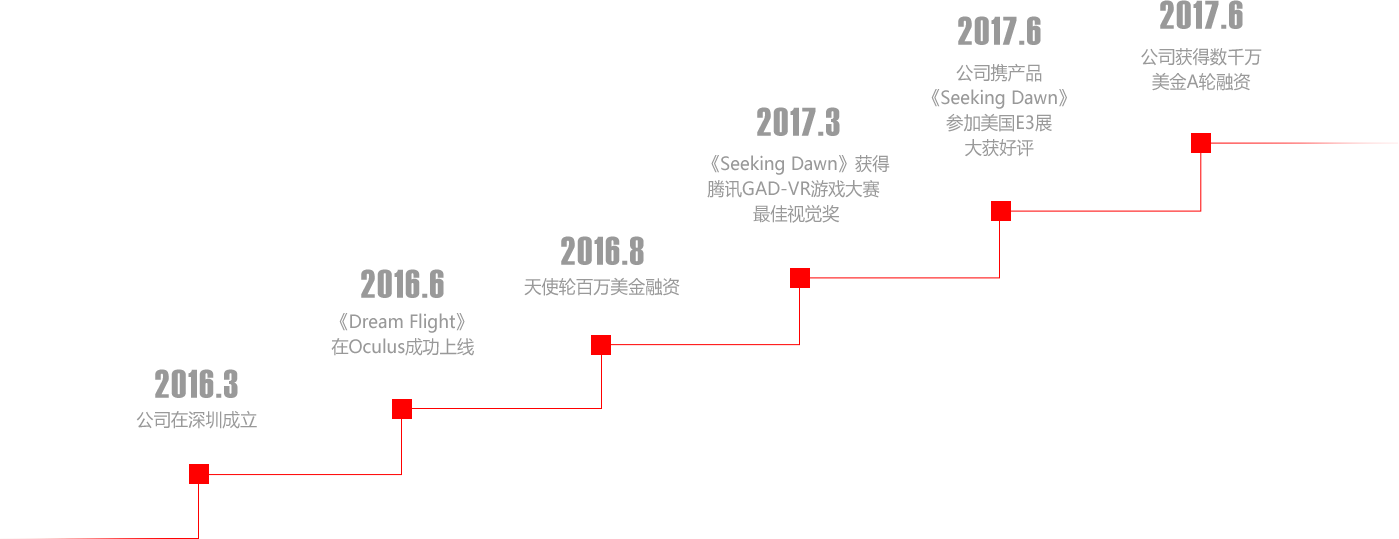 2016.3
公司在深圳成立
2016.6
《Dream Flight》
在Oculus成功上线
2016.8
天使轮百万美金融资
2017.3
《Seeking Dawn》获得
腾讯GAD-VR游戏大赛
最佳视觉奖
2017.6
公司携产品
《Seeking Dawn》
参加美国E3展
大获好评
2017.6
公司获得数千万
美金A轮融资